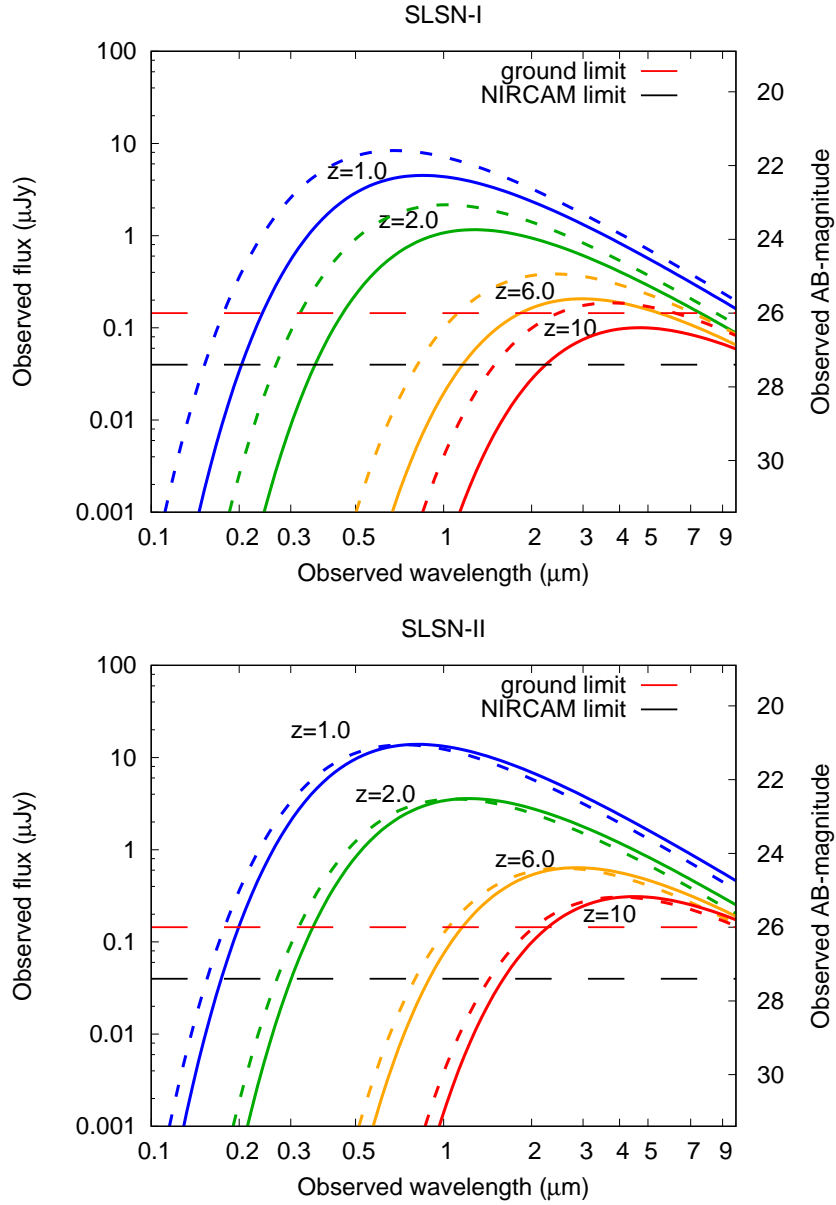 SLSN-I
ground limit
NIRCAM limit
100
10
1
0.1
0.01
0.001
Observed flux (μJy)
z=1.0
z=2.0
z=6.0
z=10
20
22
24
26
28
30
Observed AB-magnitude
0.1 0.2 0.3 0.5 1 2 3 4 5 7 9
Observed wavelength (μm)
SLSN-II
ground limit
NIRCAM limit
100
10
1
0.1
0.01
0.001
Observed flux (μJy)
z=1.0
z=2.0
z=6.0
z=10
20
22
24
26
28
30
Observed AB-magnitude
0.1 0.2 0.3 0.5 1 2 3 4 5 7 9
Observed wavelength (μm)